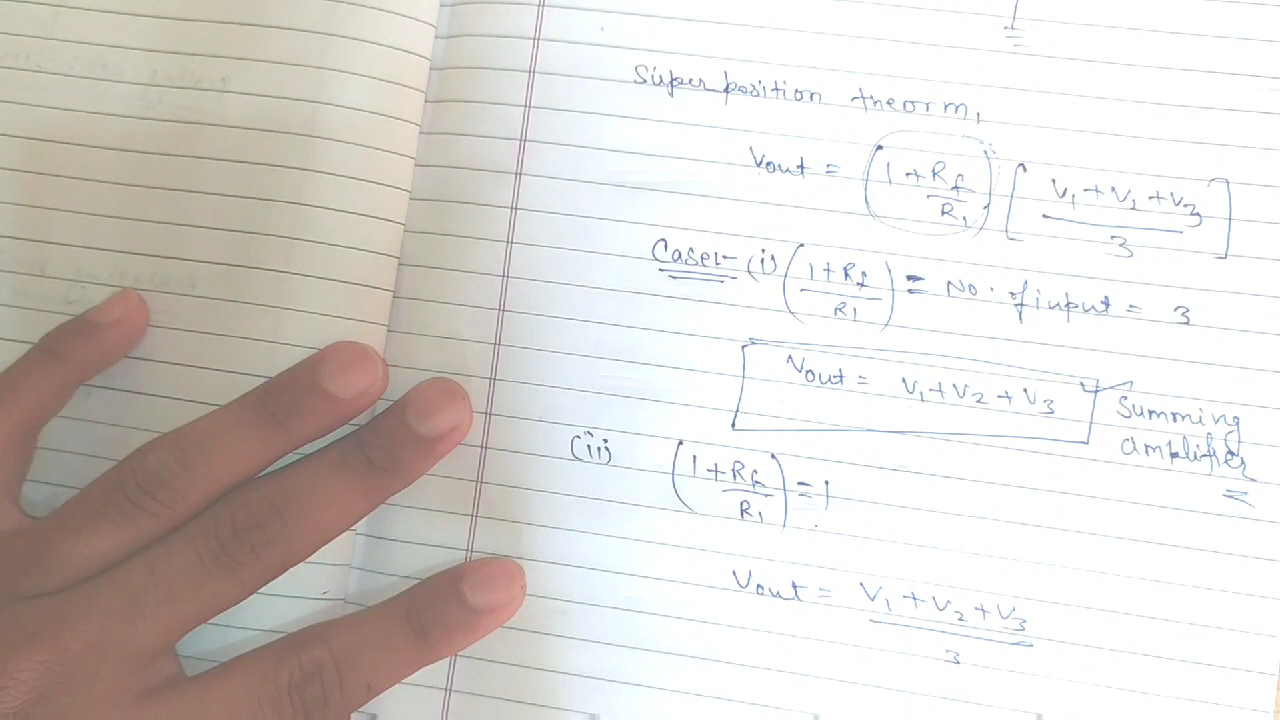 Superposition theorm,
Vout = (1 + Rf/R1) [V1 + V2 + V3 / 3]
Case:- (i) (1 + Rf/R1) = No. of input = 3
Vout = V1 + V2 + V3
Summing
amplifier
(ii) (1 + Rf/R1) = 1
Vout = V1 + V2 + V3 / 3